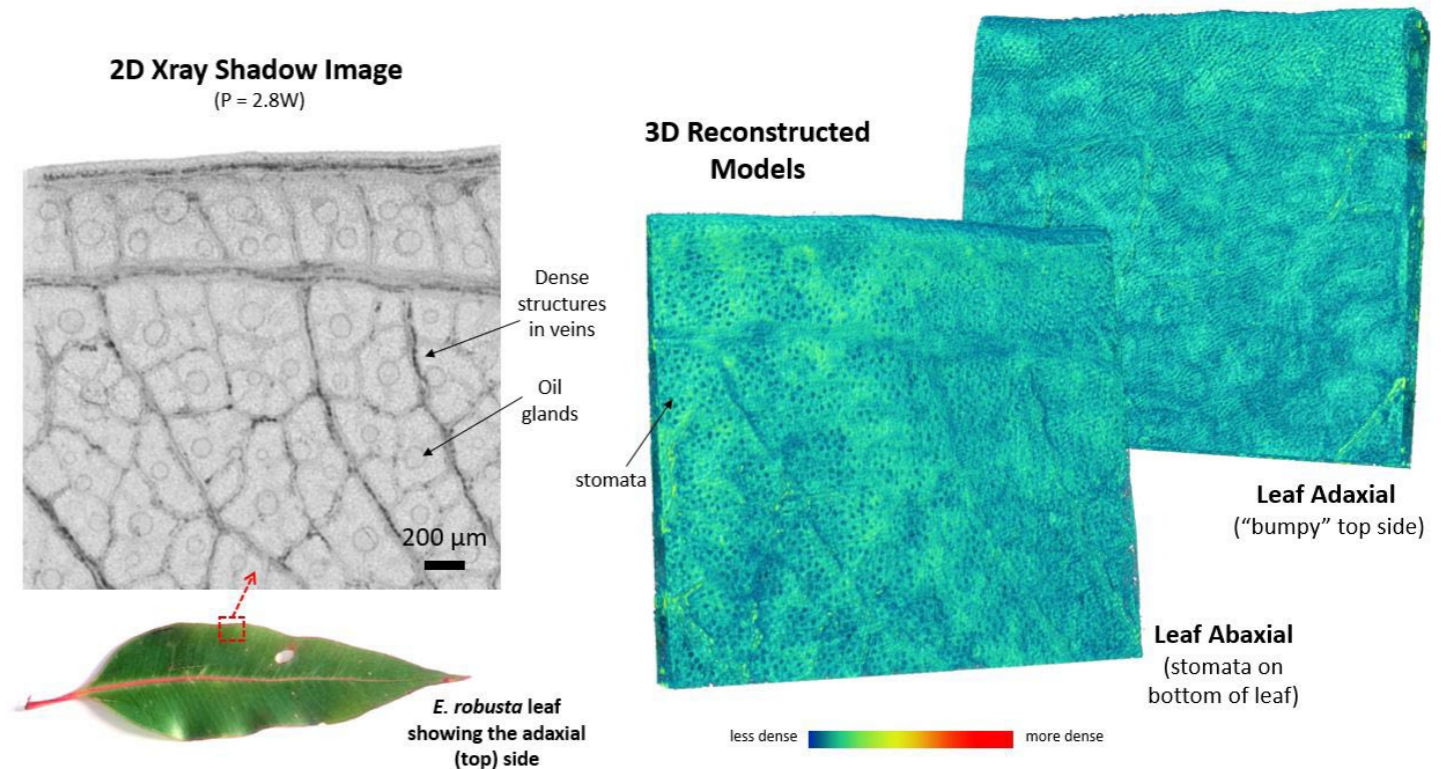 2D Xray Shadow Image
(P = 2.8W)
Dense
structures
in veins
Oil
glands
200 µm
E. robusta leaf
showing the adaxial
(top) side
3D Reconstructed
Models
stomata
Leaf Adaxial
(“bumpy” top side)
Leaf Abaxial
(stomata on
bottom of leaf)
less dense
more dense